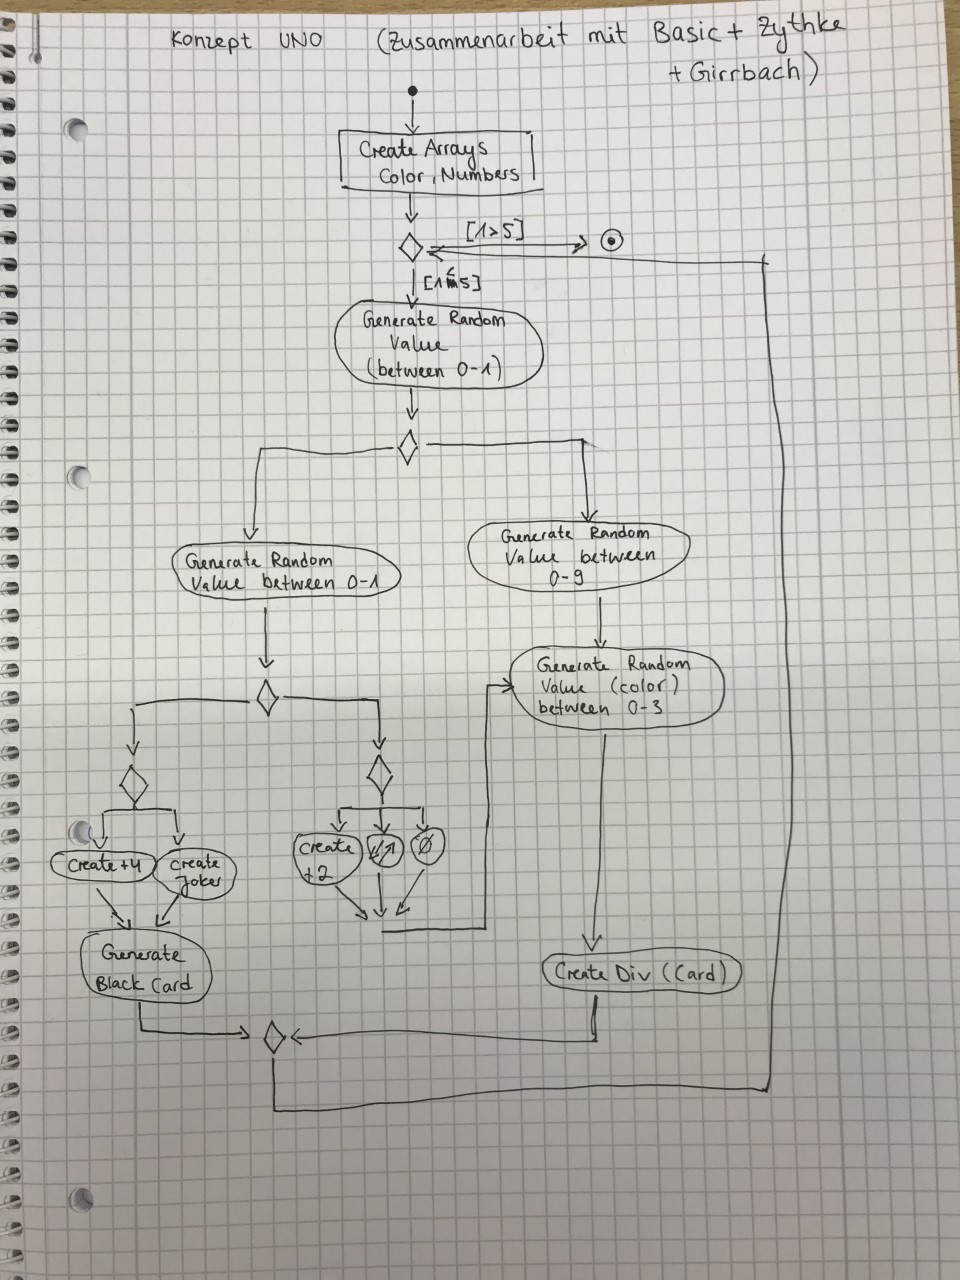 Konzept UNO (Zusammenarbeit mit Basic + Zythke
+ Girrbach)
Create Arrays
Color, Numbers
[1>5]
[1≤5]
Generate Random
Value
(between 0-1)
Generate Random
Value between 0-1
Generate Random
Value between
0-9
Generate Random
Value (color)
between 0-3
Create +4
Create
Joker
Create
+2
Generate
Black Card
Create Div (Card)